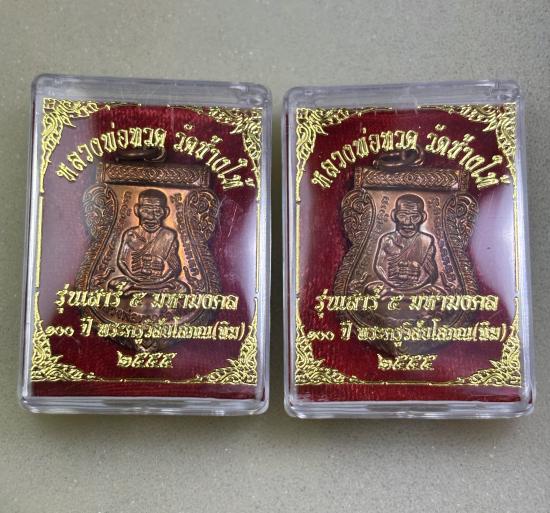 หลวงพ่อทวด วัดช้างให้
รุ่นเสาร์ ๕ มหามงคล
๑๐๐ ปี พระครูวิสัยโสภณ(ทิม)
๒๕๕๕
หลวงพ่อทวด วัดช้างให้
รุ่นเสาร์ ๕ มหามงคล
๑๐๐ ปี พระครูวิสัยโสภณ(ทิม)
๒๕๕๕